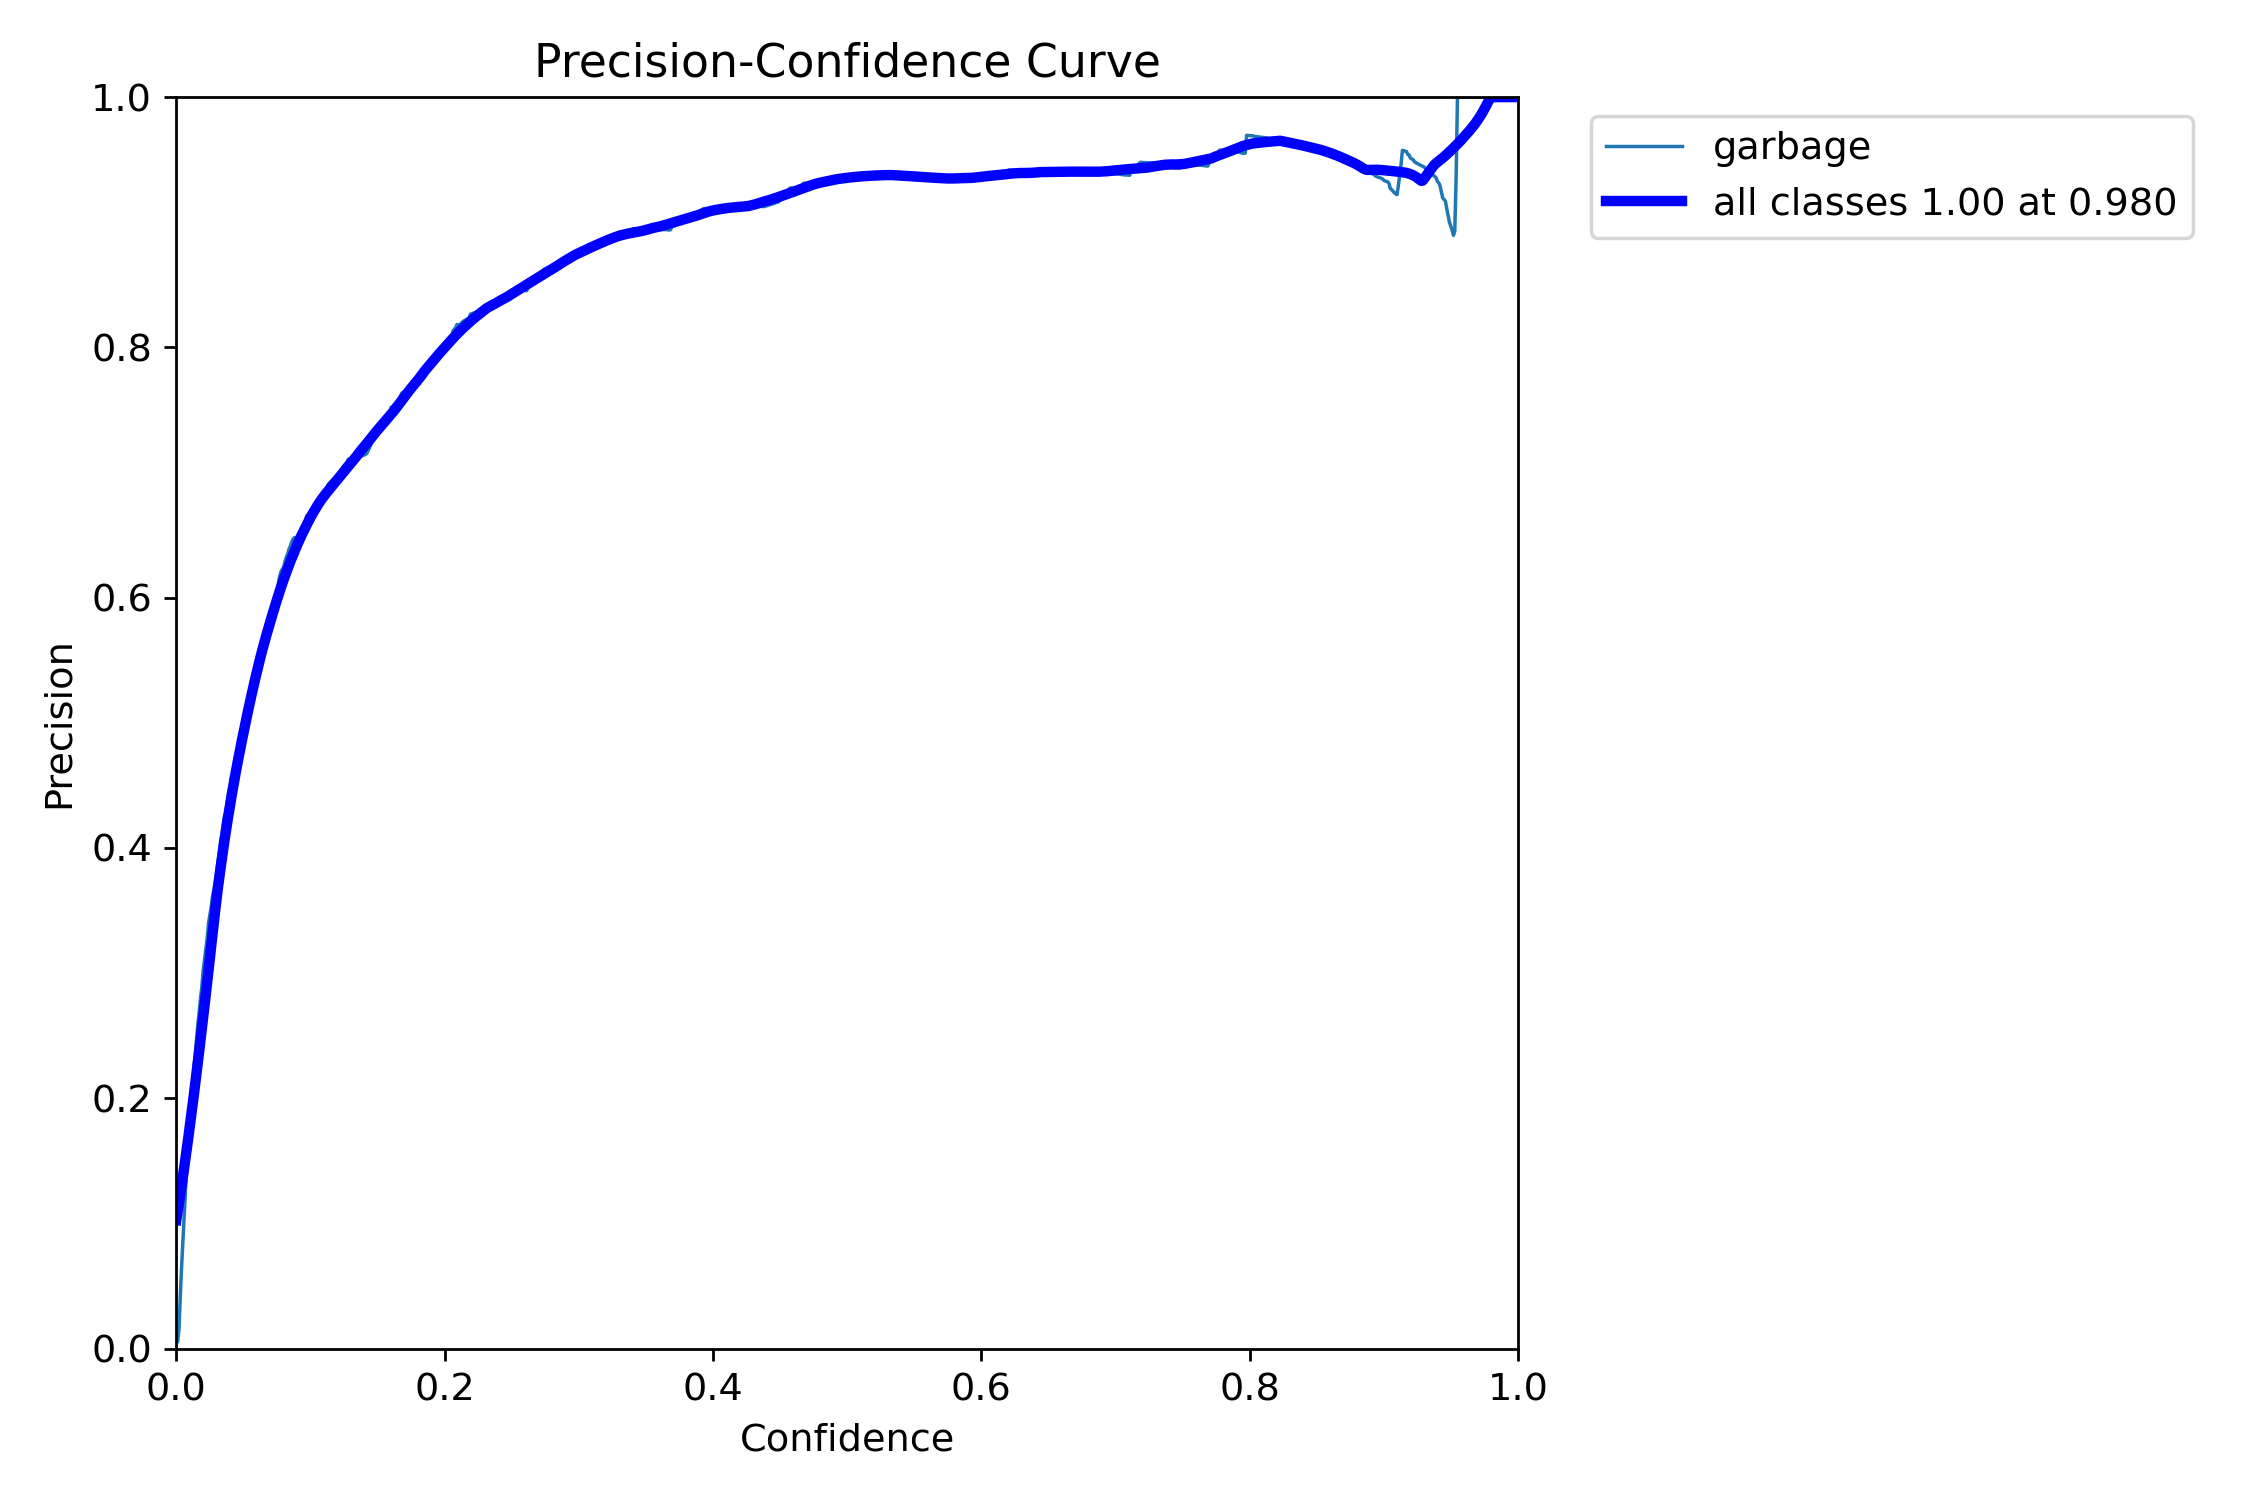 Precision-Confidence Curve
1.0
0.8
0.6
0.4
0.2
0.0
Precision
0.0 0.2 0.4 0.6 0.8 1.0
Confidence
garbage
all classes 1.00 at 0.980